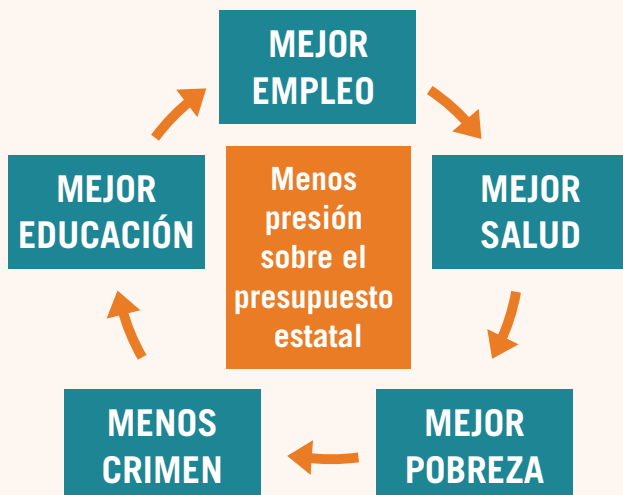 MEJOR
EMPLEO
MEJOR
EDUCACIÓN
Menos
presión
sobre el
presupuesto
estatal
MEJOR
SALUD
MENOS
CRIMEN
MEJOR
POBREZA